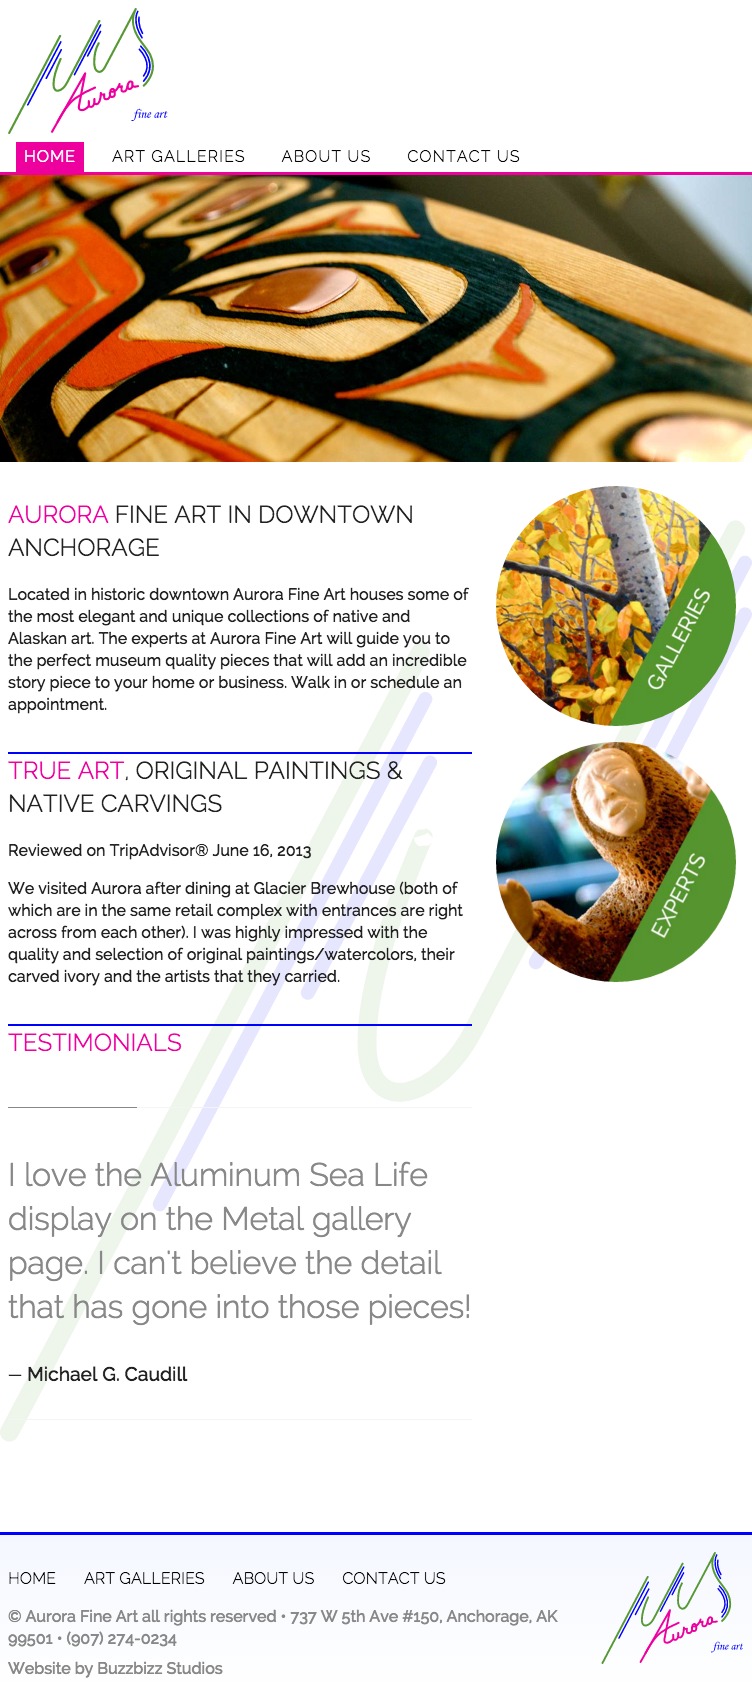 Aurora
fine art
HOME ART GALLERIES ABOUT US CONTACT US
AURORA FINE ART IN DOWNTOWN
ANCHORAGE
Located in historic downtown Aurora Fine Art houses some of
the most elegant and unique collections of native and
Alaskan art. The experts at Aurora Fine Art will guide you to
the perfect museum quality pieces that will add an incredible
story piece to your home or business. Walk in or schedule an
appointment.
GALLERIES
TRUE ART, ORIGINAL PAINTINGS &
NATIVE CARVINGS
Reviewed on TripAdvisor® June 16, 2013
We visited Aurora after dining at Glacier Brewhouse (both of
which are in the same retail complex with entrances are right
across from each other). I was highly impressed with the
quality and selection of original paintings/watercolors, their
carved ivory and the artists that they carried.
EXPERTS
TESTIMONIALS
I love the Aluminum Sea Life
display on the Metal gallery
page. I can't believe the detail
that has gone into those pieces!
— Michael G. Caudill
HOME ART GALLERIES ABOUT US CONTACT US
© Aurora Fine Art all rights reserved • 737 W 5th Ave #150, Anchorage, AK
99501 • (907) 274-0234
Website by Buzzbizz Studios
Aurora
fine art